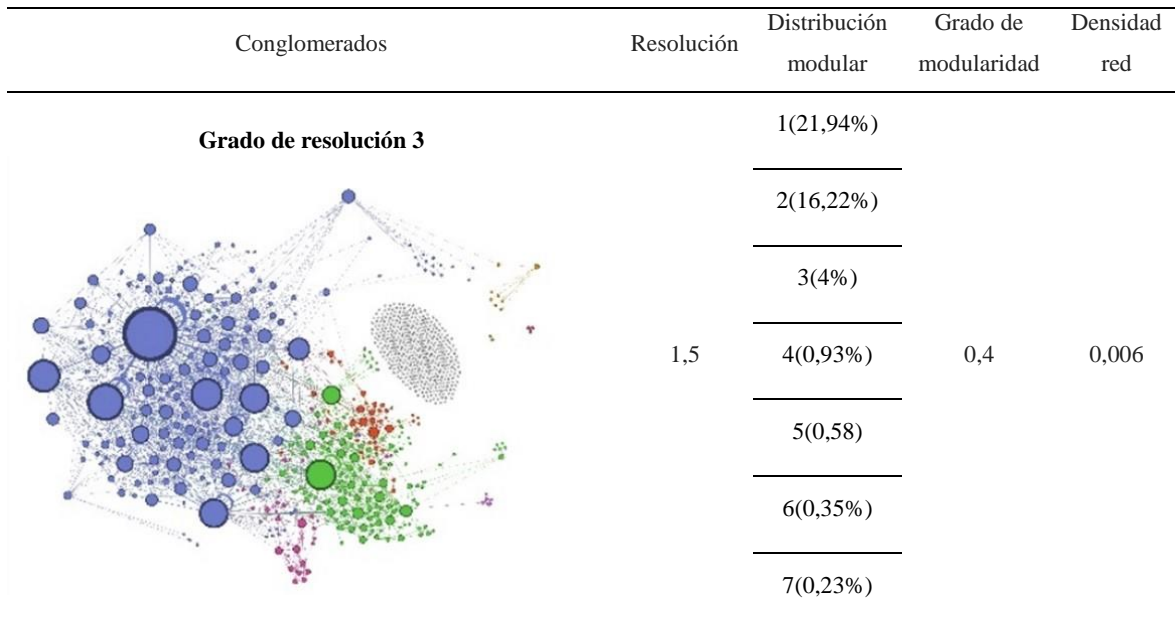 Conglomerados
Resolución
Distribución
modular
Grado de
modularidad
Densidad
red
Grado de resolución 3
1(21,94%)
2(16,22%)
3(4%)
1,5
4(0,93%)
0,4
0,006
5(0,58)
6(0,35%)
7(0,23%)